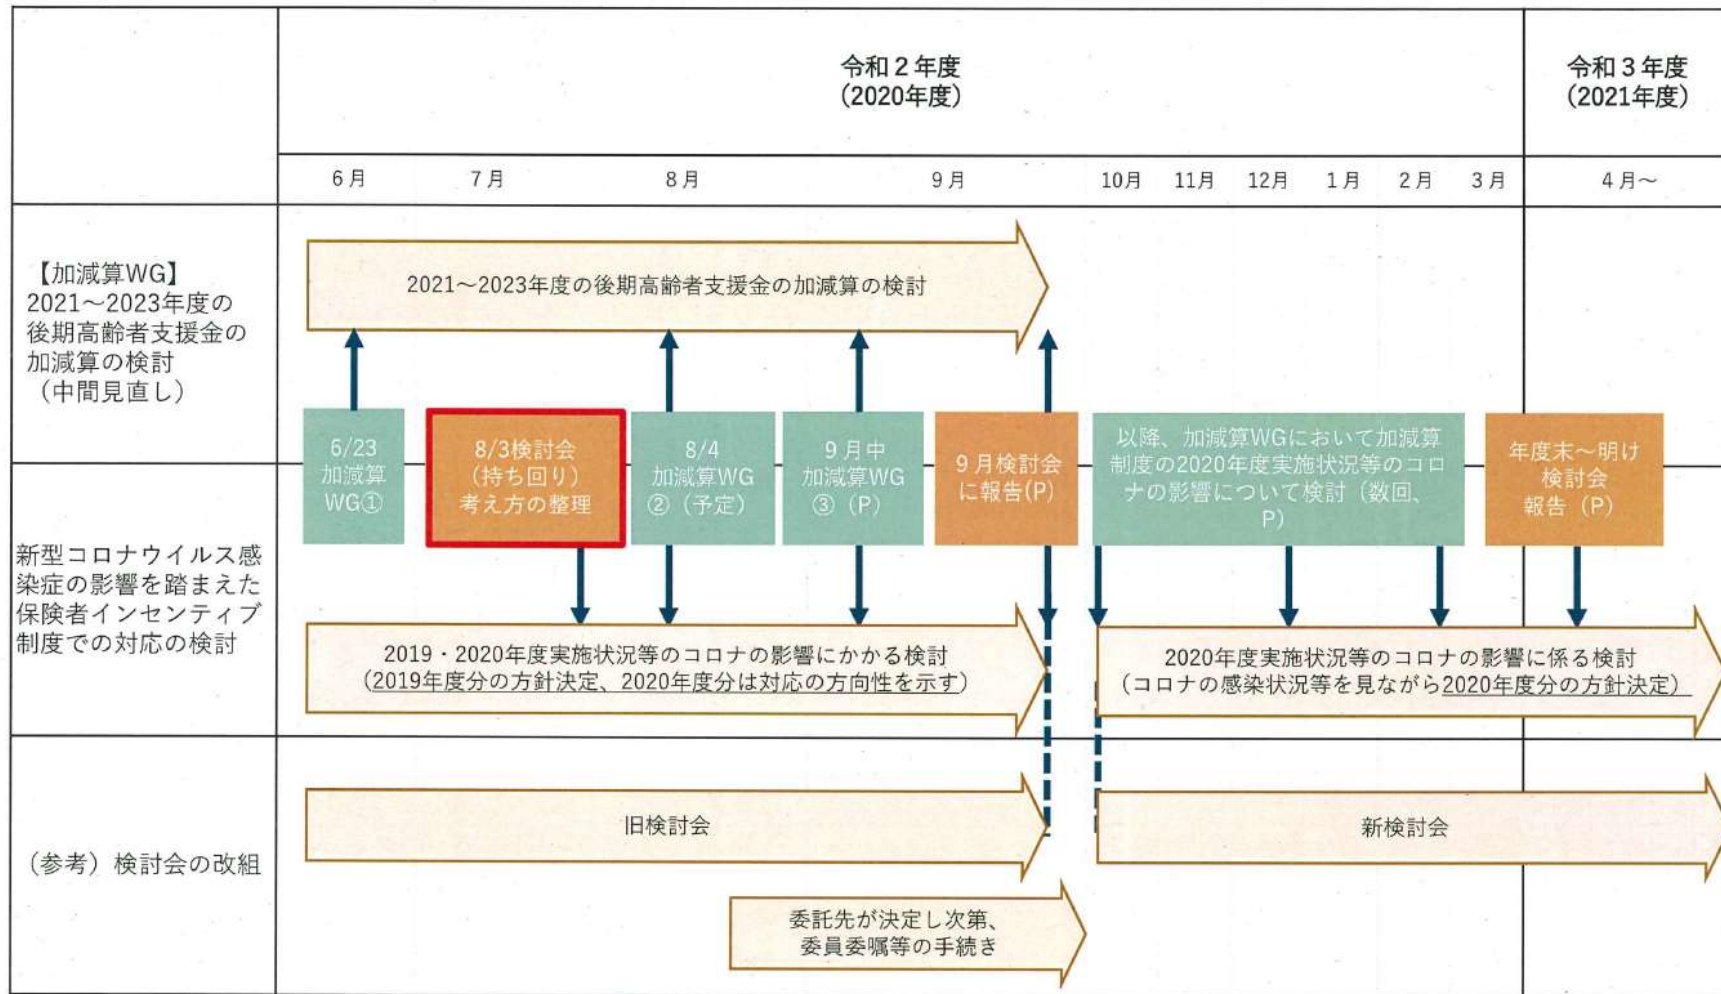 令和２年度
（2020年度）
令和３年度
（2021年度）
６月
７月
８月
９月
10月
11月
12月
１月
２月
３月
４月～
【加減算WG】
2021～2023年度の
後期高齢者支援金の
加減算の検討
（中間見直し）
2021～2023年度の後期高齢者支援金の加減算の検討
6/23
加減算
WG①
8/3検討会
（持ち回り）
考え方の整理
8/4
加減算WG
②（予定）
９月中
加減算WG
③（P）
９月検討会
に報告(P)
以降、加減算WGにおいて加減算
制度の2020年度実施状況等のコロ
ナの影響について検討（数回、
P）
年度末～明け
検討会
報告（P）
新型コロナウイルス感
染症の影響を踏まえた
保険者インセンティブ
制度での対応の検討
2019・2020年度実施状況等のコロナの影響にかかる検討
（2019年度分の方針決定、2020年度分は対応の方向性を示す）
2020年度実施状況等のコロナの影響に係る検討
（コロナの感染状況等を見ながら2020年度分の方針決定）
（参考）検討会の改組
旧検討会
新検討会
委託先が決定し次第、
委員委嘱等の手続き